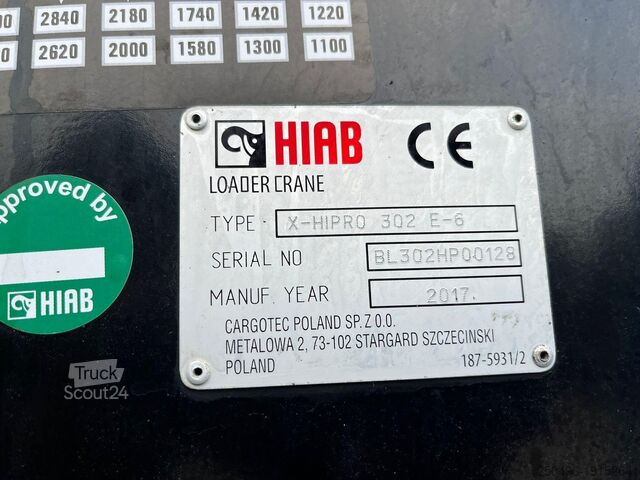 2840 2180 1740 1420 1220
2620 2000 1580 1300 1100
HIAB CE
LOADER CRANE
TYPE - X-HIPRO 302 E-6
SERIAL NO BL302HP00128
MANUF. YEAR 2017.
CARGOTEC POLAND SP. Z O.O.
METALOWA 2, 73-102 STARGARD SZCZECINSKI
POLAND 187-5931/2
pproved by
HIAB
Truck
Scout24